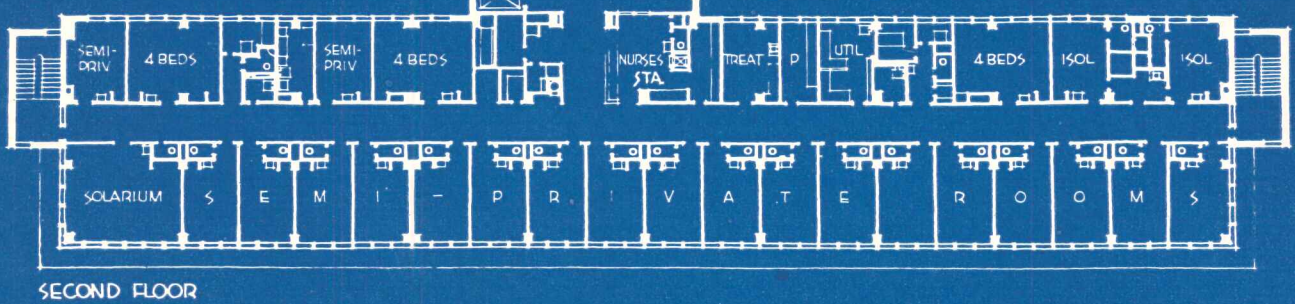 SEMI-
PRIV
4 BEDS
SEMI-
PRIV
4 BEDS
NURSES
STA.
TREAT
P
UTIL
4 BEDS
ISOL
ISOL
SOLARIUM
S E M I - P R I V A T E R O O M S
SECOND FLOOR